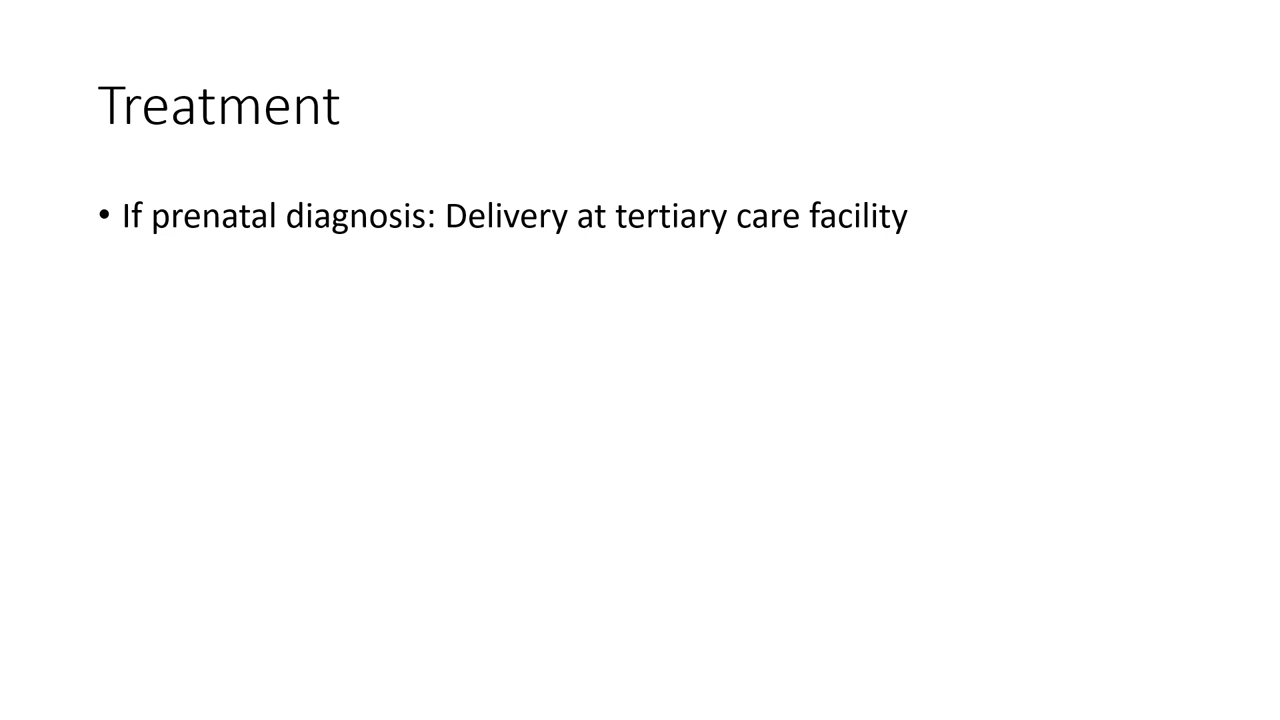 Treatment
• If prenatal diagnosis: Delivery at tertiary care facility